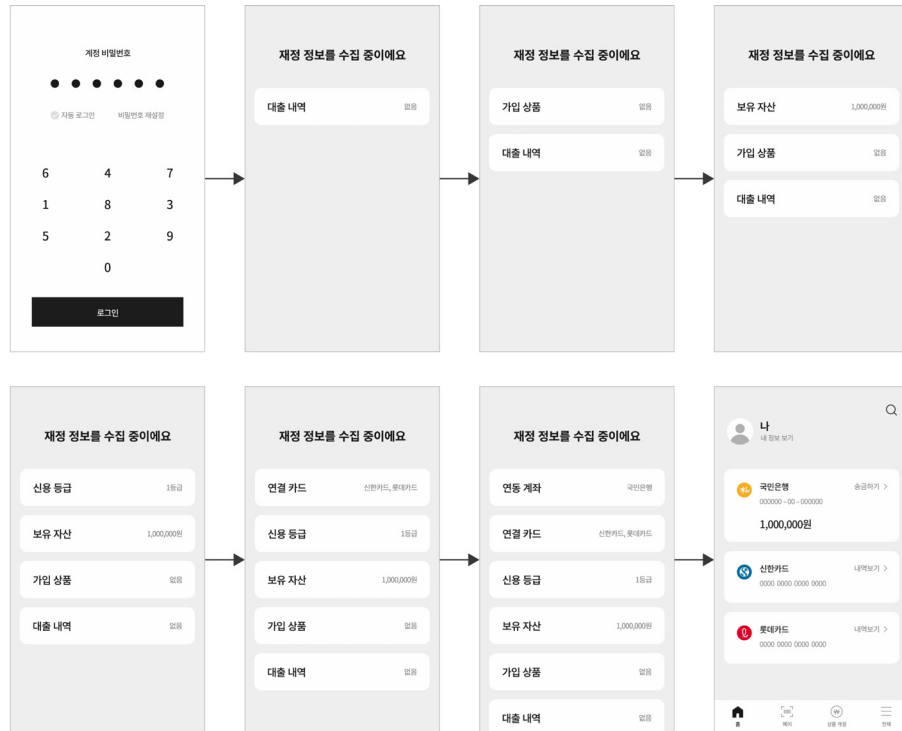 계정 비밀번호
자동 로그인 비밀번호 재설정
6 4 7
1 8 3
5 2 9
0
로그인
재정 정보를 수집 중이에요
대출 내역 없음
재정 정보를 수집 중이에요
가입 상품 없음
대출 내역 없음
재정 정보를 수집 중이에요
보유 자산 1,000,000원
가입 상품 없음
대출 내역 없음
재정 정보를 수집 중이에요
신용 등급 1등급
보유 자산 1,000,000원
가입 상품 없음
대출 내역 없음
재정 정보를 수집 중이에요
연결 카드 신한카드, 롯데카드
신용 등급 1등급
보유 자산 1,000,000원
가입 상품 없음
대출 내역 없음
재정 정보를 수집 중이에요
연동 계좌 국민은행
연결 카드 신한카드, 롯데카드
신용 등급 1등급
보유 자산 1,000,000원
가입 상품 없음
대출 내역 없음
나
내 정보 보기
국민은행 송금하기 >
000000 - 00 - 000000
1,000,000원
신한카드 내역보기 >
0000 0000 0000 0000
롯데카드 내역보기 >
0000 0000 0000 0000
홈 페이 상품 개설 전체